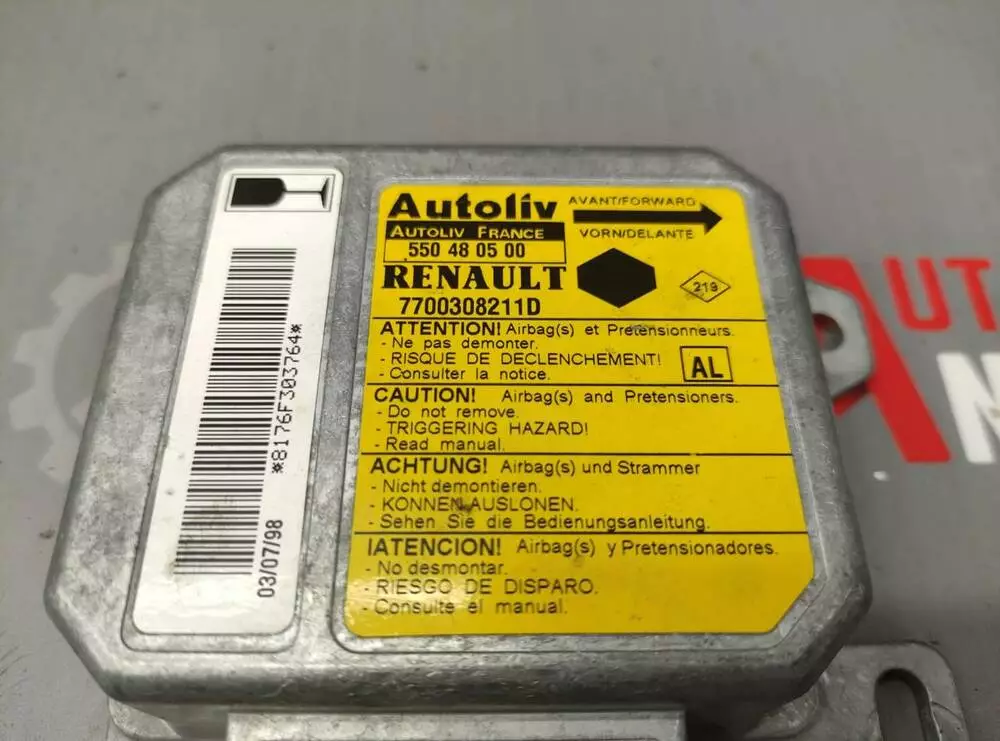 *8176F303764*
03/07/98
Autoliv
AUTOLIV FRANCE
550 48 05 00
AVANT/FORWARD
VORN/DELANTE
RENAULT
219
7700308211D
ATTENTION! Airbag(s) et Pretensionneurs.
- Ne pas demonter.
- RISQUE DE DECLENCHEMENT!
- Consulter la notice.
AL
CAUTION! Airbag(s) and Pretensioners.
- Do not remove.
- TRIGGERING HAZARD!
- Read manual.
ACHTUNG! Airbag(s) und Strammer
- Nicht demontieren.
- KONNEN AUSLONEN.
- Sehen Sie die Bedienungsanleitung.
IATENCION! Airbag(s) y Pretensionadores.
- No desmontar.
- RIESGO DE DISPARO.
- Consulte el manual.